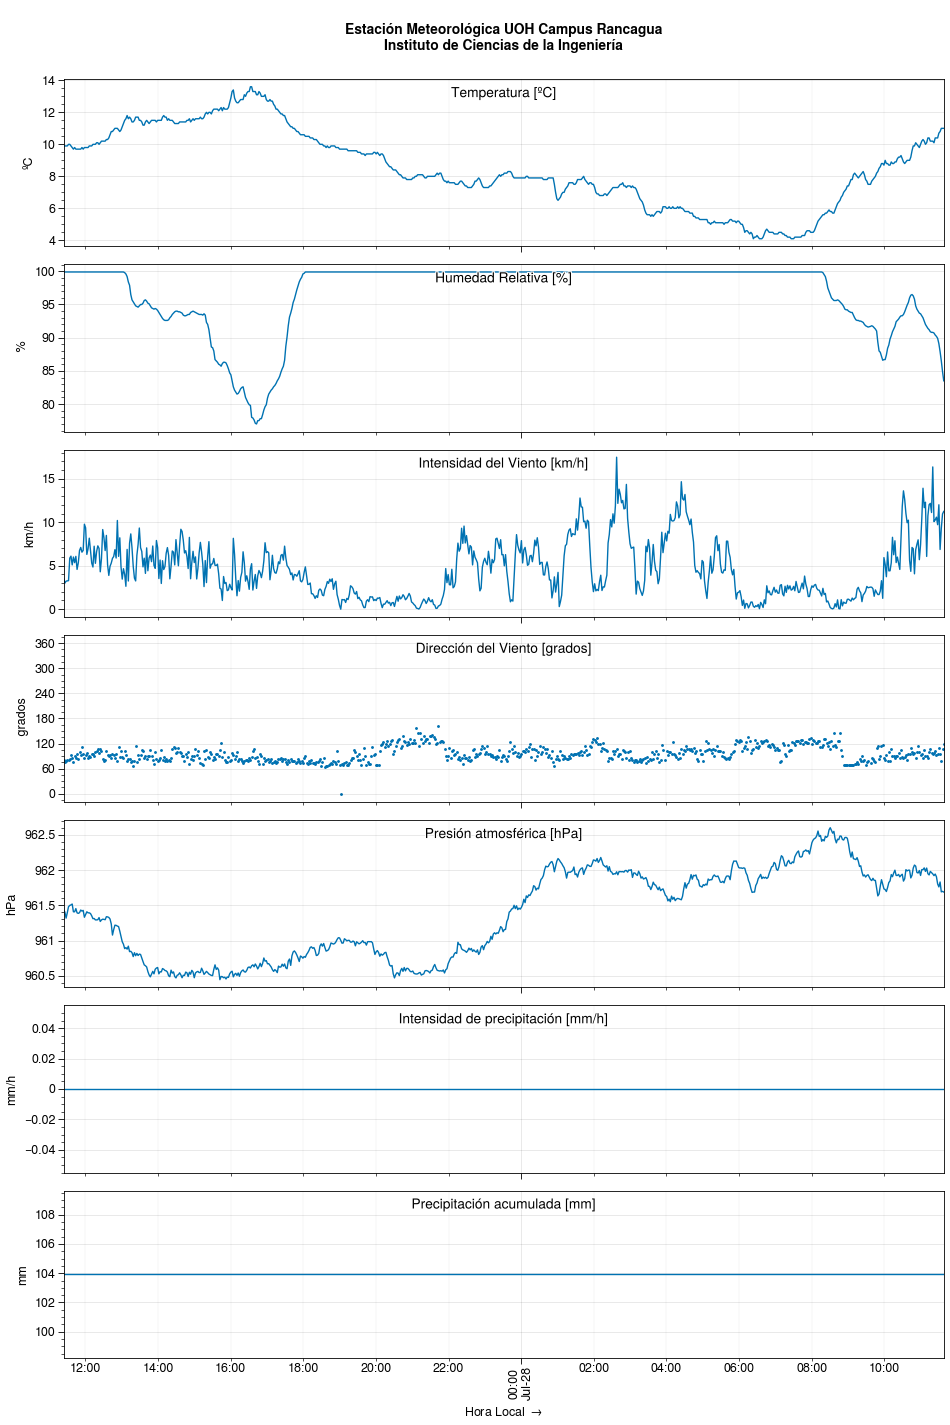 Estación Meteorológica UOH Campus Rancagua
Instituto de Ciencias de la Ingeniería
Temperatura [ºC]
14
12
10
8
6
4
ºC
Humedad Relativa [%]
100
95
90
85
80
%
Intensidad del Viento [km/h]
15
10
5
0
km/h
Dirección del Viento [grados]
360
300
240
180
120
60
0
grados
Presión atmosférica [hPa]
962.5
962
961.5
961
960.5
hPa
Intensidad de precipitación [mm/h]
0.04
0.02
0
−0.02
−0.04
mm/h
Precipitación acumulada [mm]
108
106
104
102
100
mm
12:00 14:00 16:00 18:00 20:00 22:00 00:00 02:00 04:00 06:00 08:00 10:00
Jul-28
Hora Local →